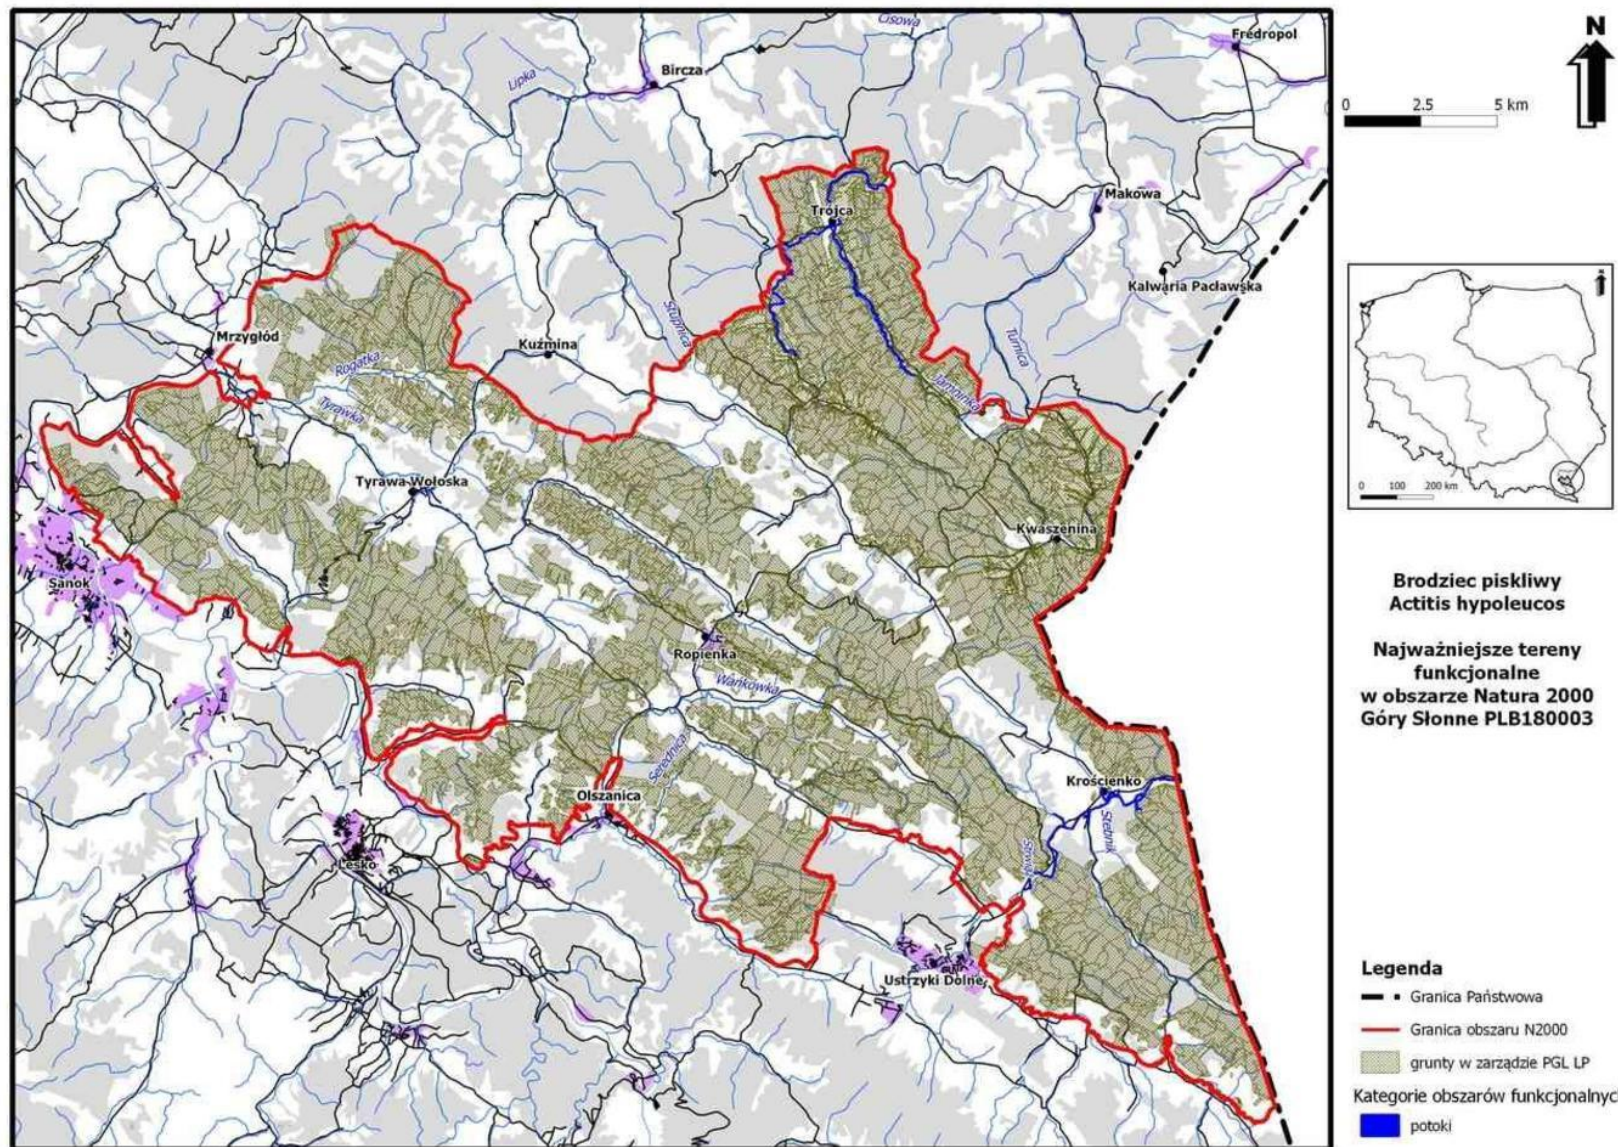 Cisowa
Fredropol
N
Bircza
Lipka
0 2.5 5 km
Makowa
Trójca
Kalwaria Pacławska
Stupnica
Turnica
Mrzygłód
Kuźmina
Rogatka
Jamninka
Tyrawka
Tyrawa Wołoska
0 100 200 km
Kwaszenina
Sanok
Brodziec piskliwy
Actitis hypoleucos
Ropienka
Najważniejsze tereny
funkcjonalne
w obszarze Natura 2000
Góry Słonne PLB180003
Wańkówka
Serednica
Krościenko
Olszanica
Stebnik
Strwiąż
Lesko
Ustrzyki Dolne
Legenda
Granica Państwowa
Granica obszaru N2000
grunty w zarządzie PGL LP
Kategorie obszarów funkcjonalnyc
potoki